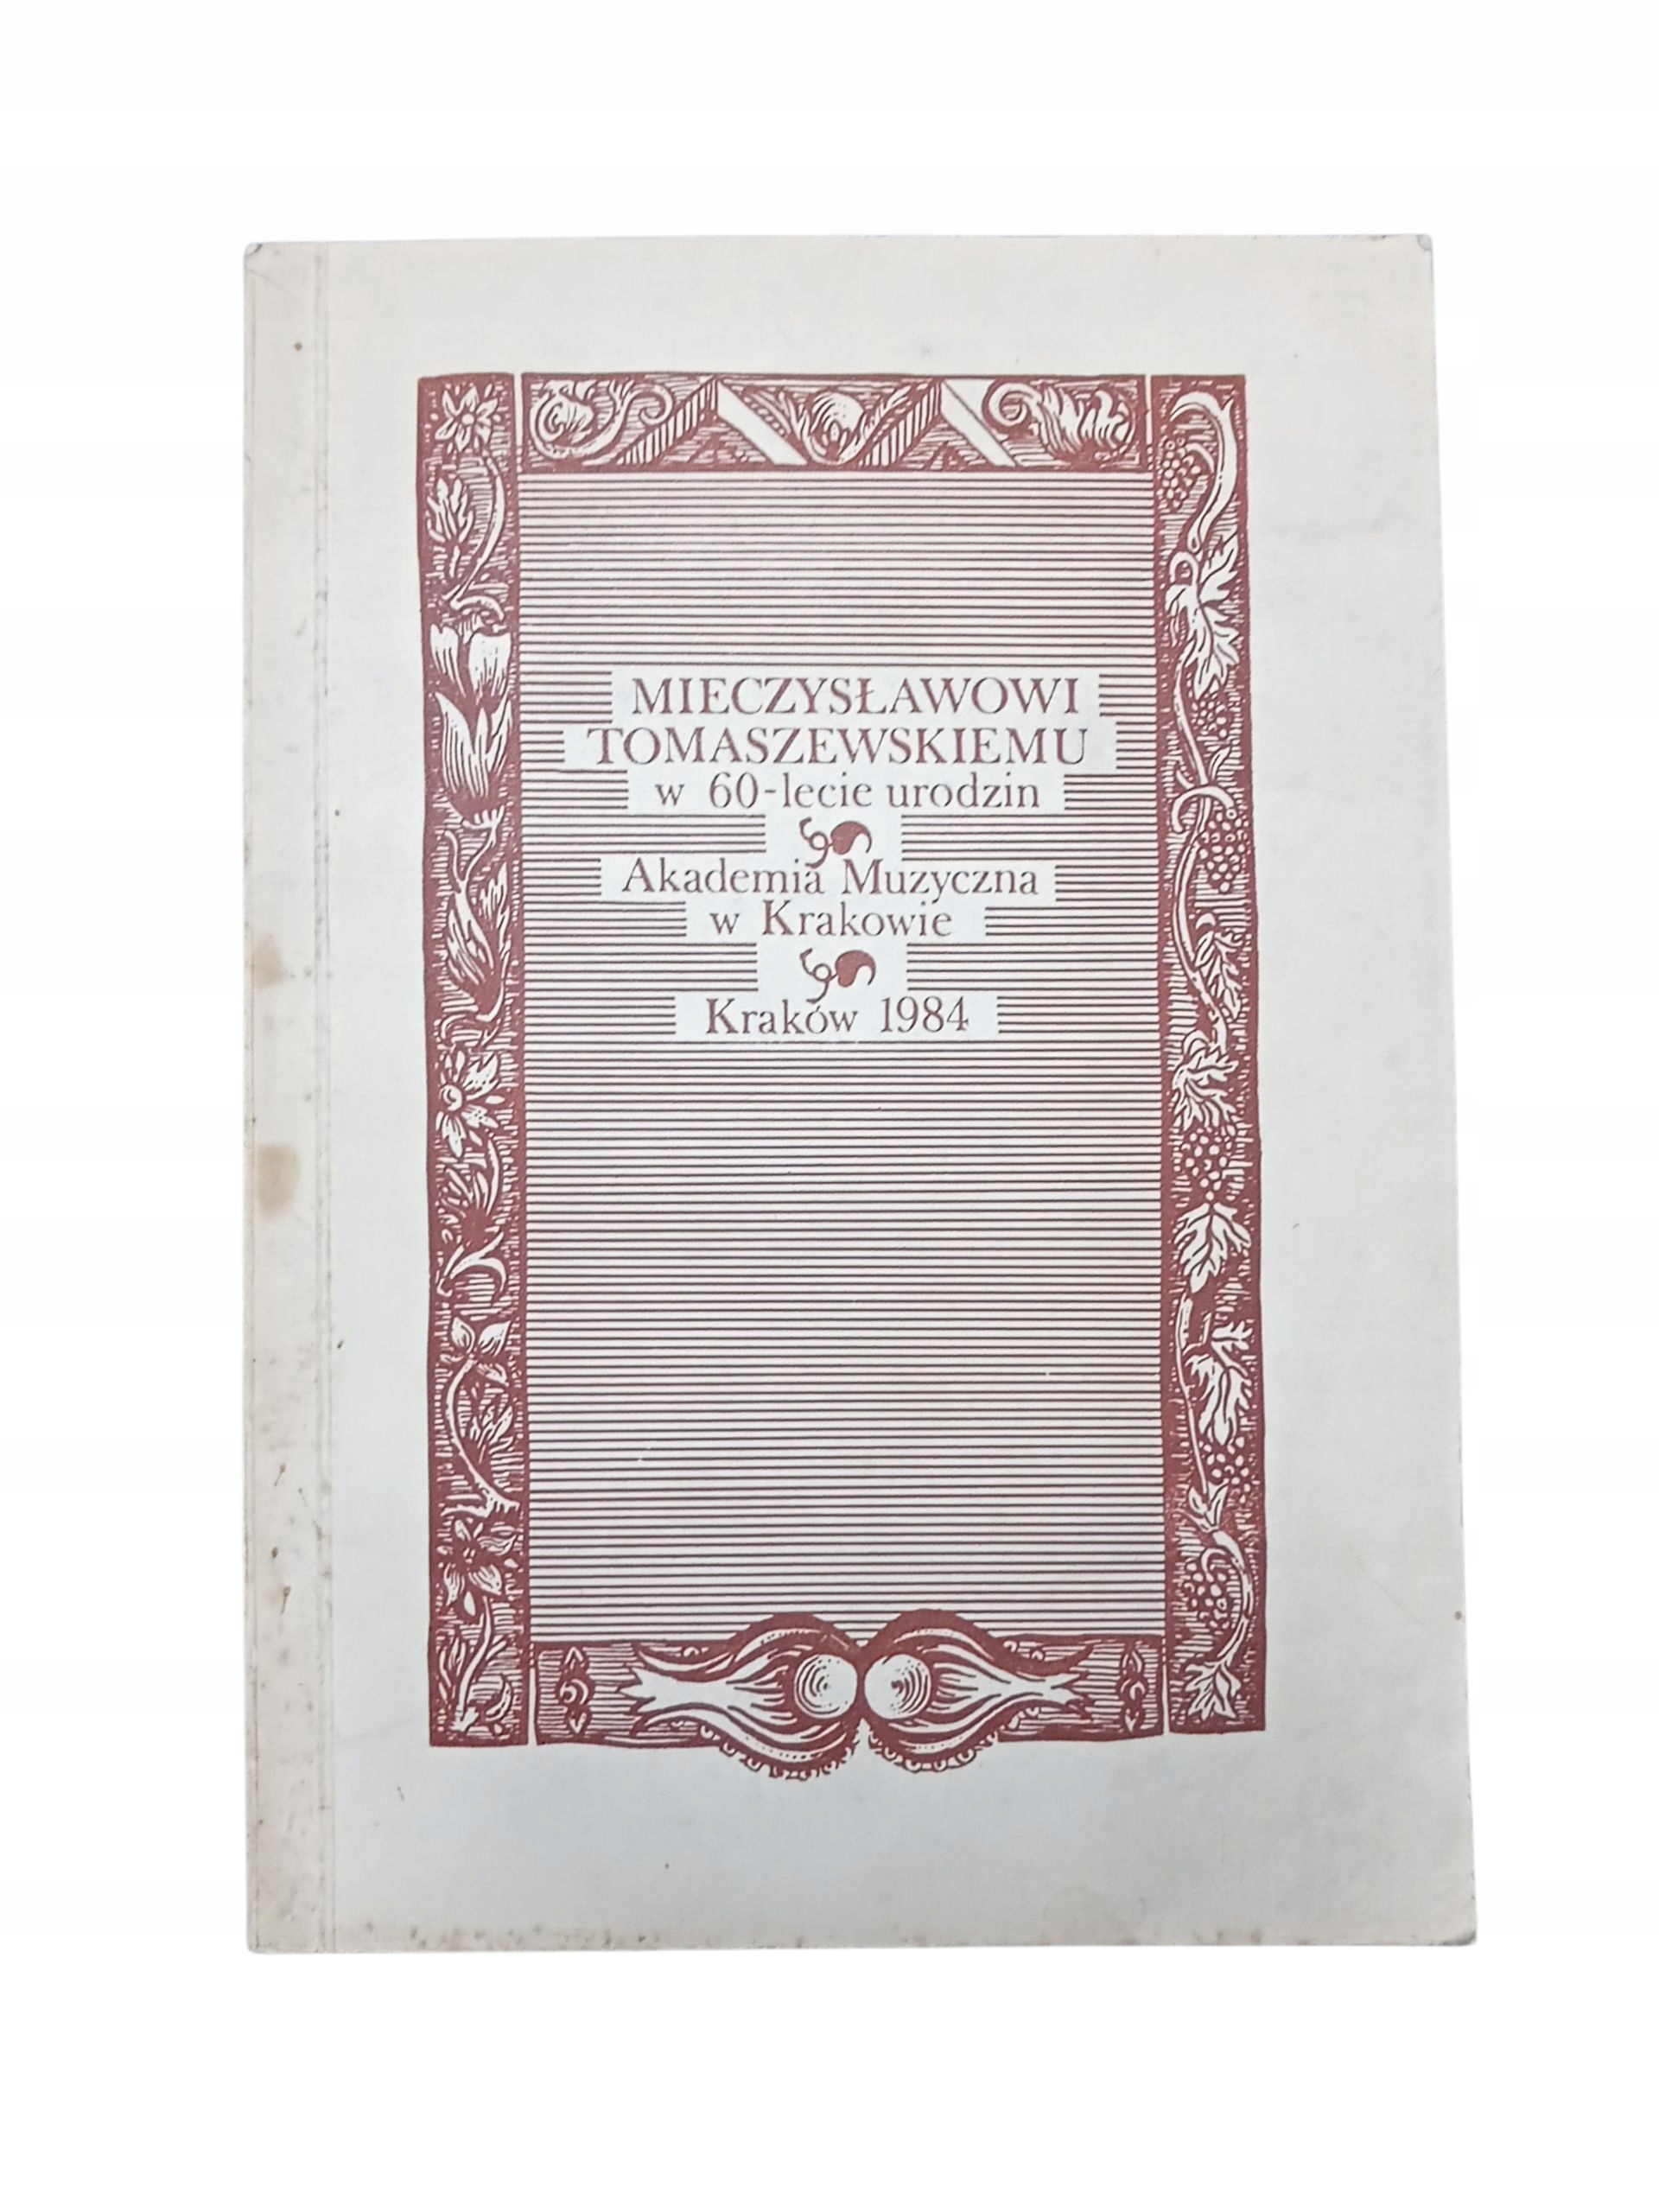 MIECZYSŁAWOWI
TOMASZEWSKIEMU
w 60-lecie urodzin
Akademia Muzyczna
w Krakowie
Kraków 1984